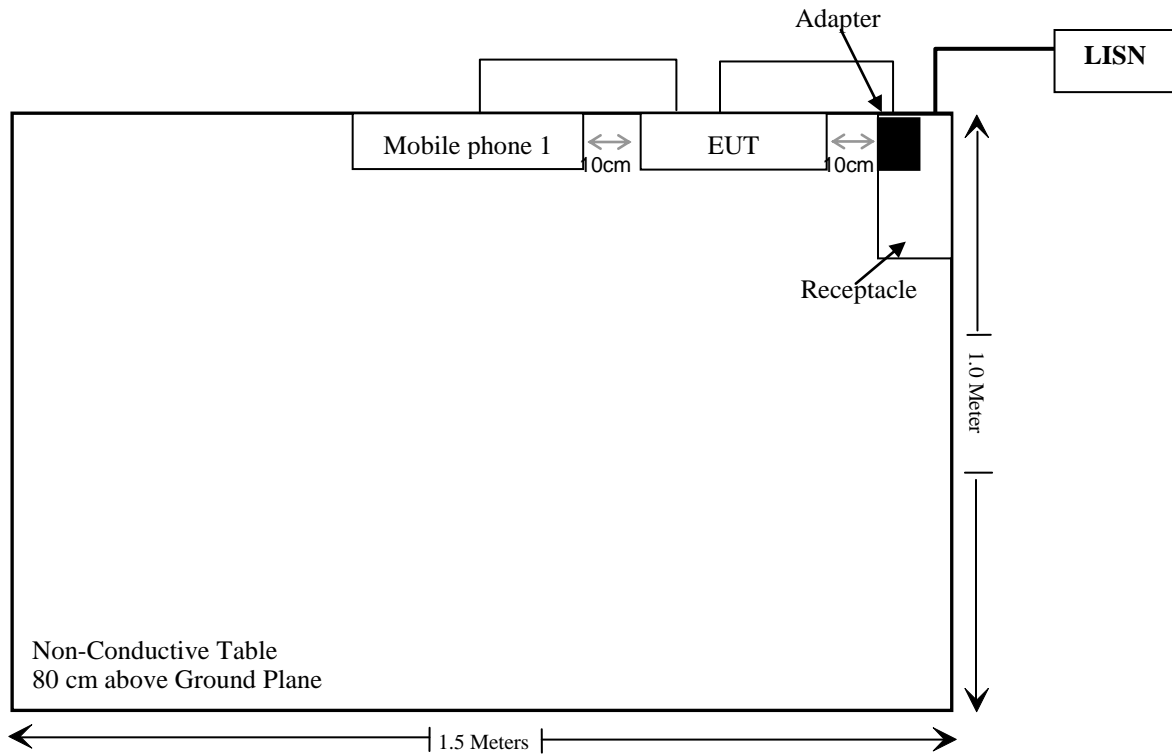 Adapter
LISN
Mobile phone 1
10cm
EUT
10cm
Receptacle
1.0 Meter
Non-Conductive Table
80 cm above Ground Plane
1.5 Meters